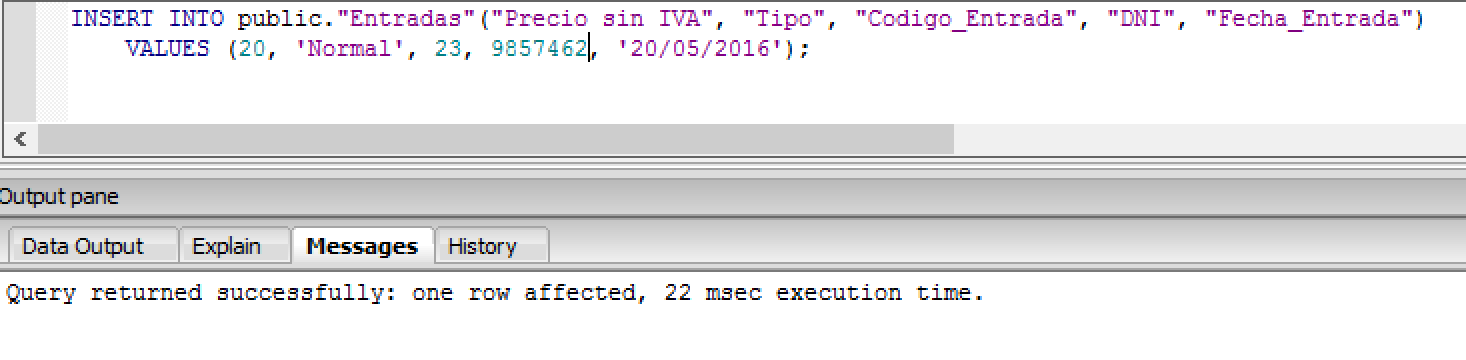 INSERT INTO public."Entradas"("Precio sin IVA", "Tipo", "Codigo_Entrada", "DNI", "Fecha_Entrada")
VALUES (20, 'Normal', 23, 9857462, '20/05/2016');
Output pane
Data Output Explain Messages History
Query returned successfully: one row affected, 22 msec execution time.